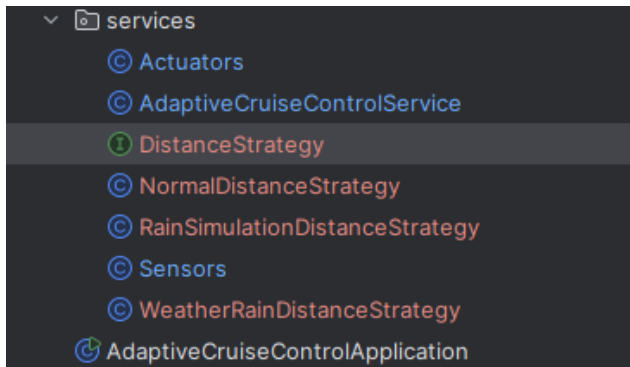 services
Actuators
AdaptiveCruiseControlService
DistanceStrategy
NormalDistanceStrategy
RainSimulationDistanceStrategy
Sensors
WeatherRainDistanceStrategy
AdaptiveCruiseControlApplication